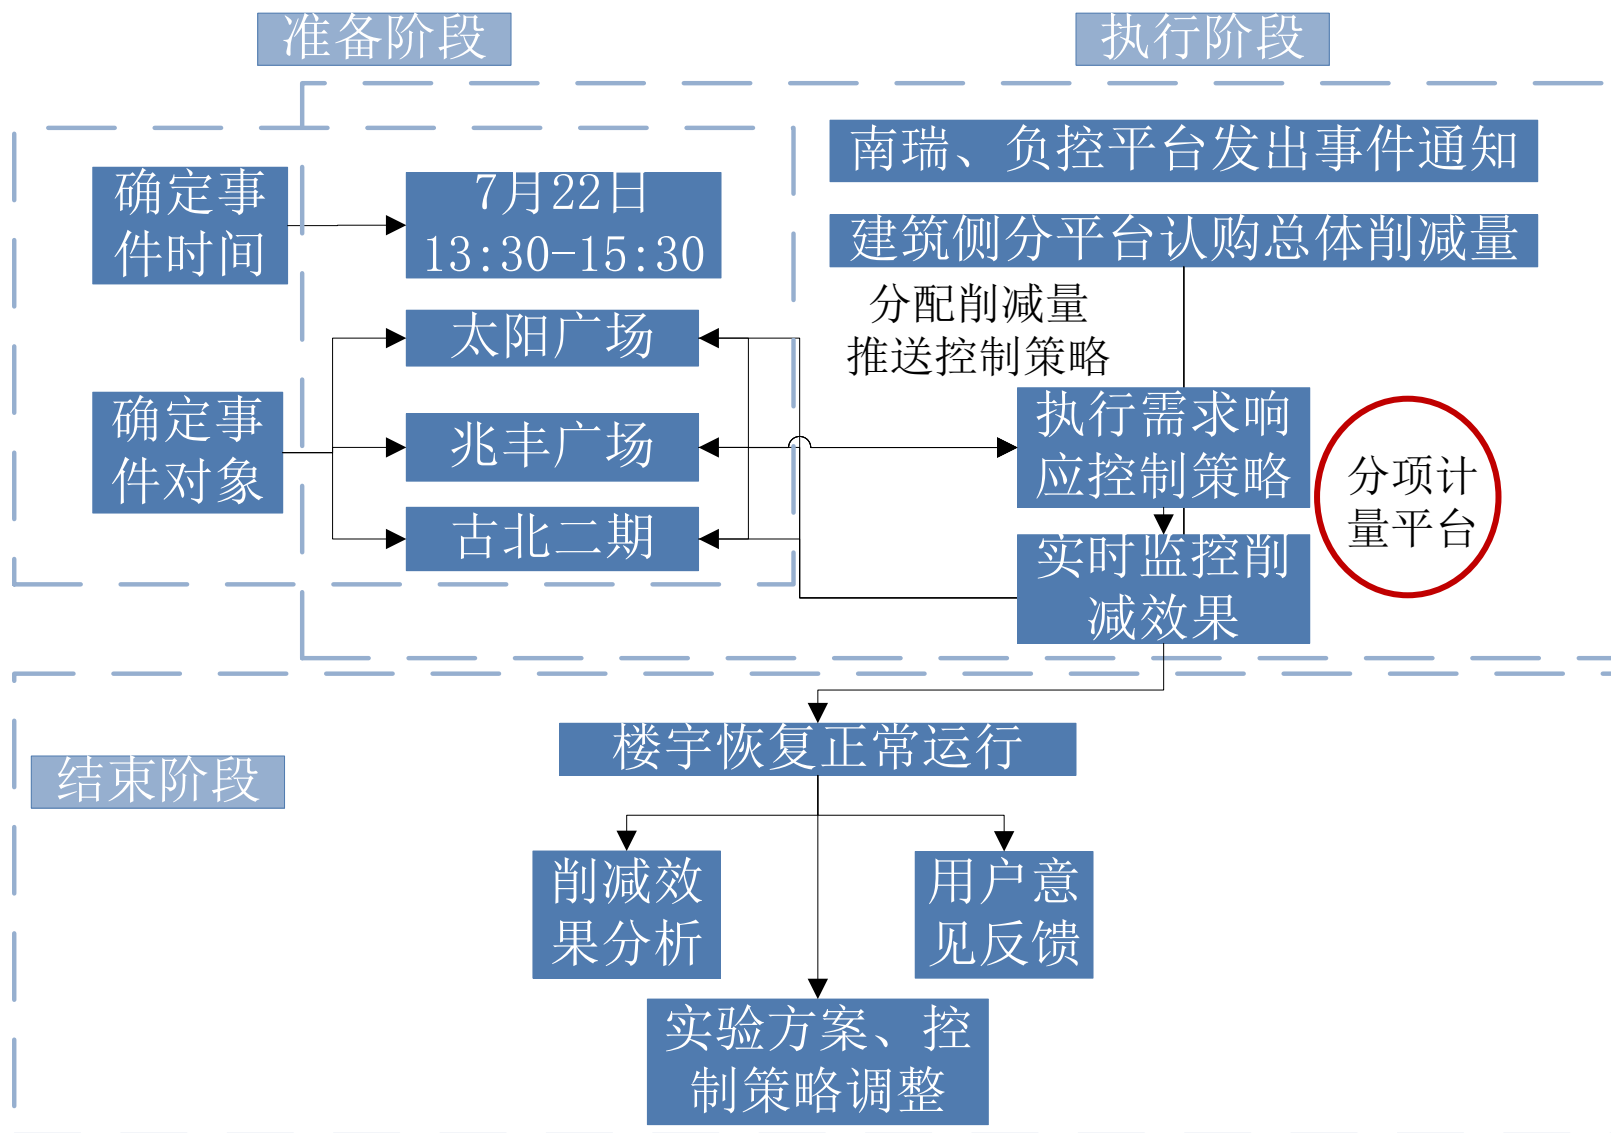 准备阶段
执行阶段
确定事
件时间
7月22日
13:30-15:30
确定事
件对象
太阳广场
兆丰广场
古北二期
南瑞、负控平台发出事件通知
建筑侧分平台认购总体削减量
分配削减量
推送控制策略
执行需求响
应控制策略
实时监控削
减效果
分项计
量平台
结束阶段
楼宇恢复正常运行
削减效
果分析
用户意
见反馈
实验方案、控
制策略调整